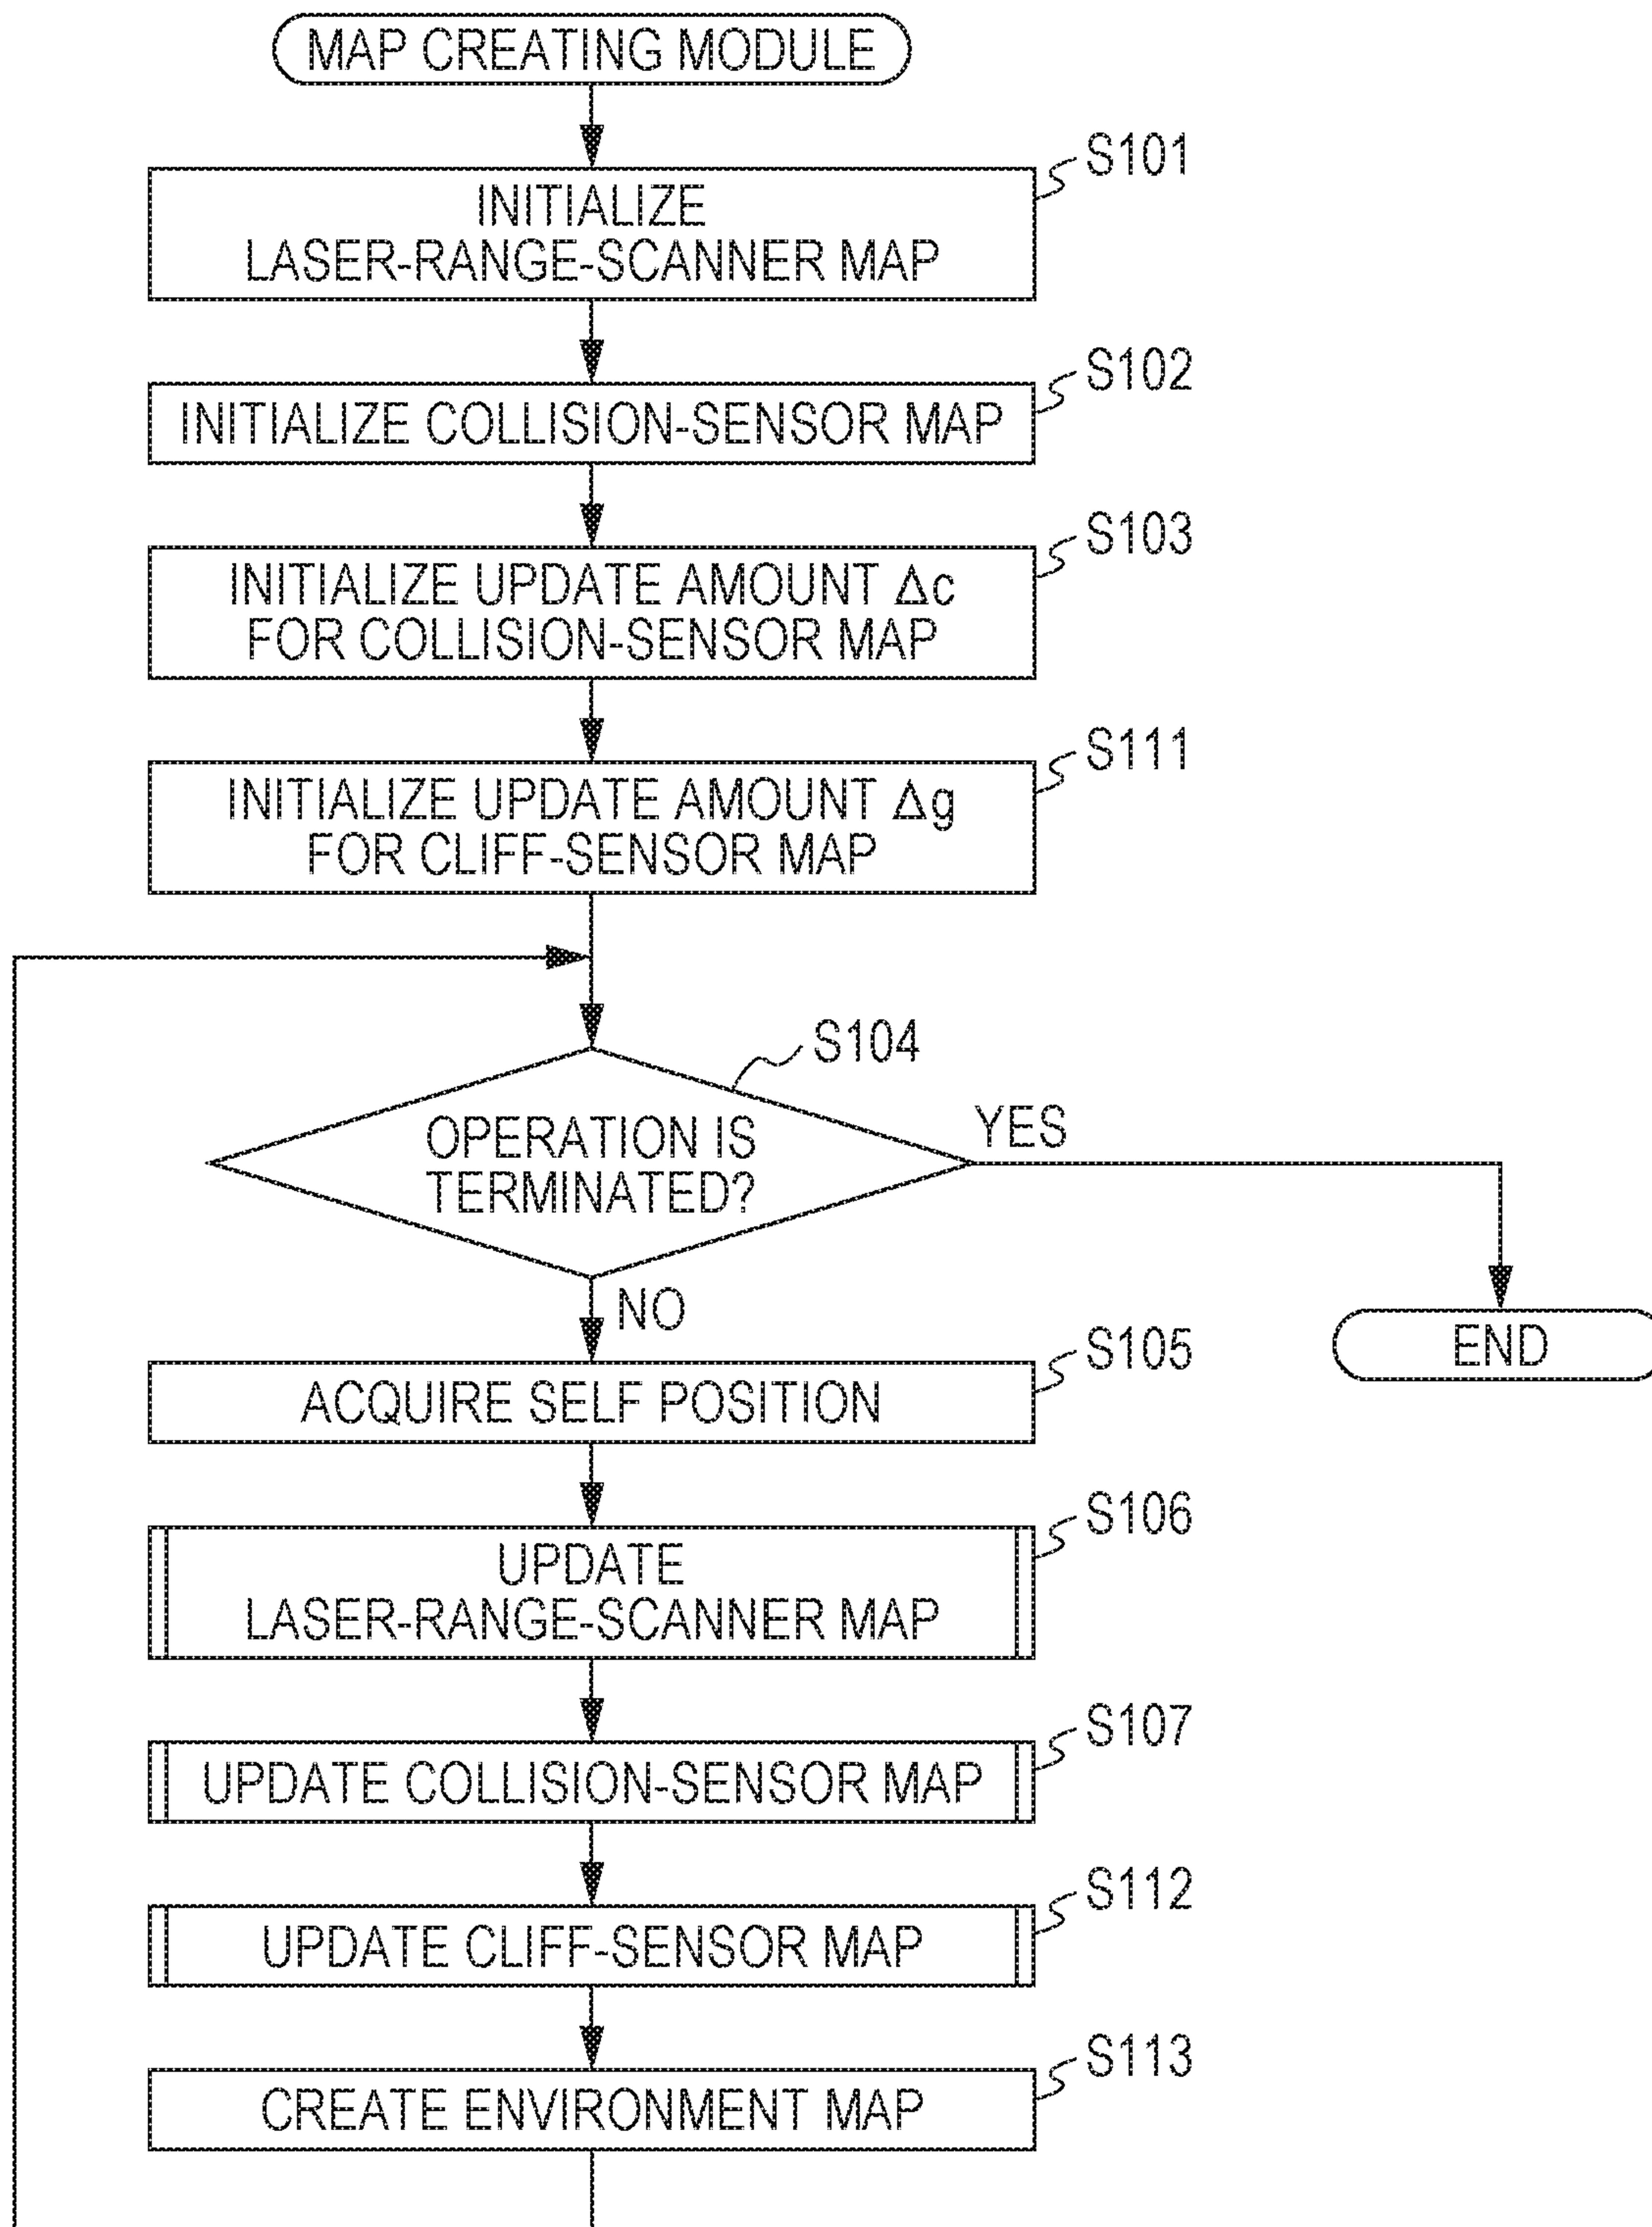 MAP CREATING MODULE
S101
INITIALIZE
LASER-RANGE-SCANNER MAP
S102
INITIALIZE COLLISION-SENSOR MAP
S103
INITIALIZE UPDATE AMOUNT Δc
FOR COLLISION-SENSOR MAP
S111
INITIALIZE UPDATE AMOUNT Δg
FOR CLIFF-SENSOR MAP
S104
OPERATION IS
TERMINATED?
YES
NO
END
S105
ACQUIRE SELF POSITION
S106
UPDATE
LASER-RANGE-SCANNER MAP
S107
UPDATE COLLISION-SENSOR MAP
S112
UPDATE CLIFF-SENSOR MAP
S113
CREATE ENVIRONMENT MAP